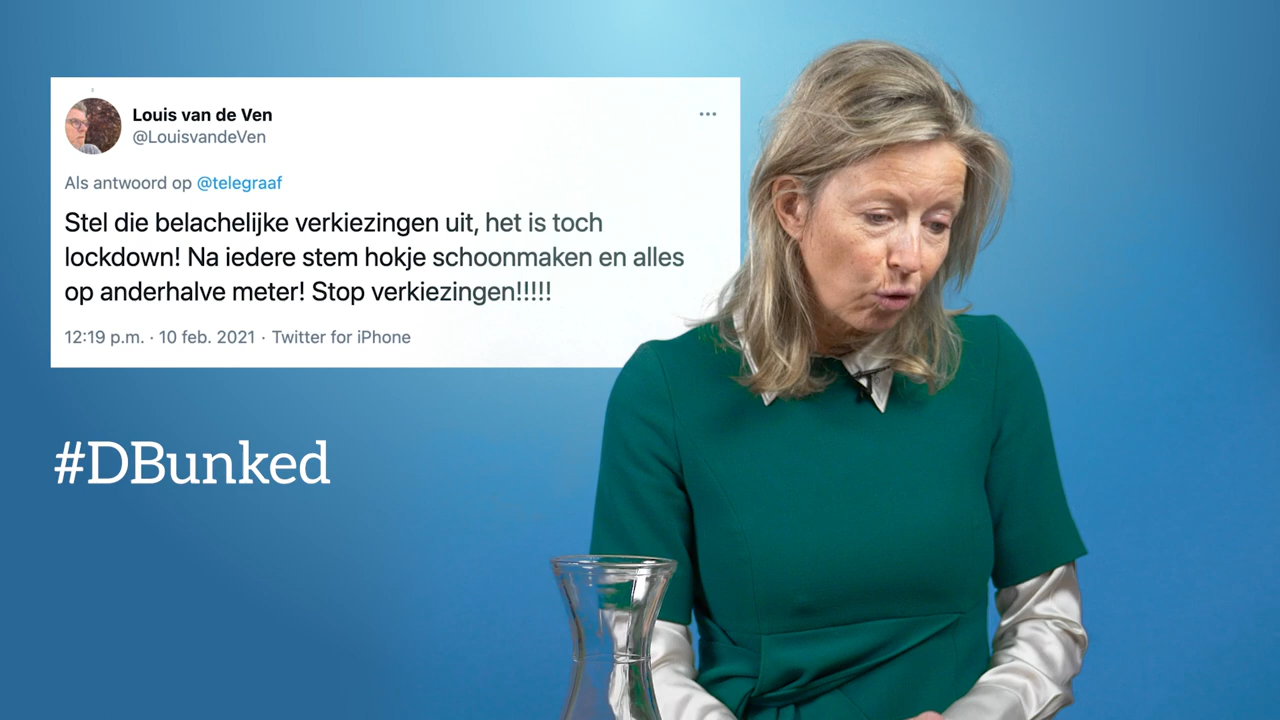 Louis van de Ven
@LouisvandeVen
Als antwoord op @telegraaf
Stel die belachelijke verkiezingen uit, het is toch
lockdown! Na iedere stem hokje schoonmaken en alles
op anderhalve meter! Stop verkiezingen!!!!!
12:19 p.m. · 10 feb. 2021 · Twitter for iPhone
#DBunked